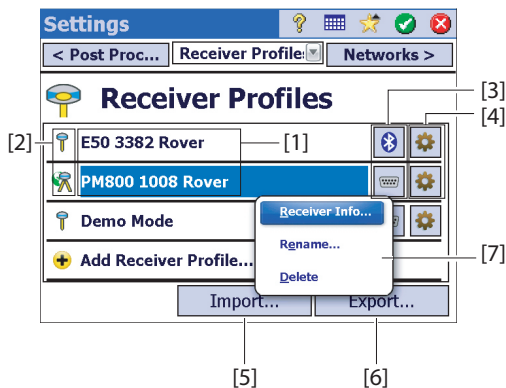 Settings
< Post Proc... Receiver Profile Networks >
Receiver Profiles
[3]
[4]
[2] E50 3382 Rover [1]
PM800 1008 Rover
Receiver Info...
Demo Mode
Rename...
[7]
Add Receiver Profile...
Delete
Import... Export...
[5] [6]